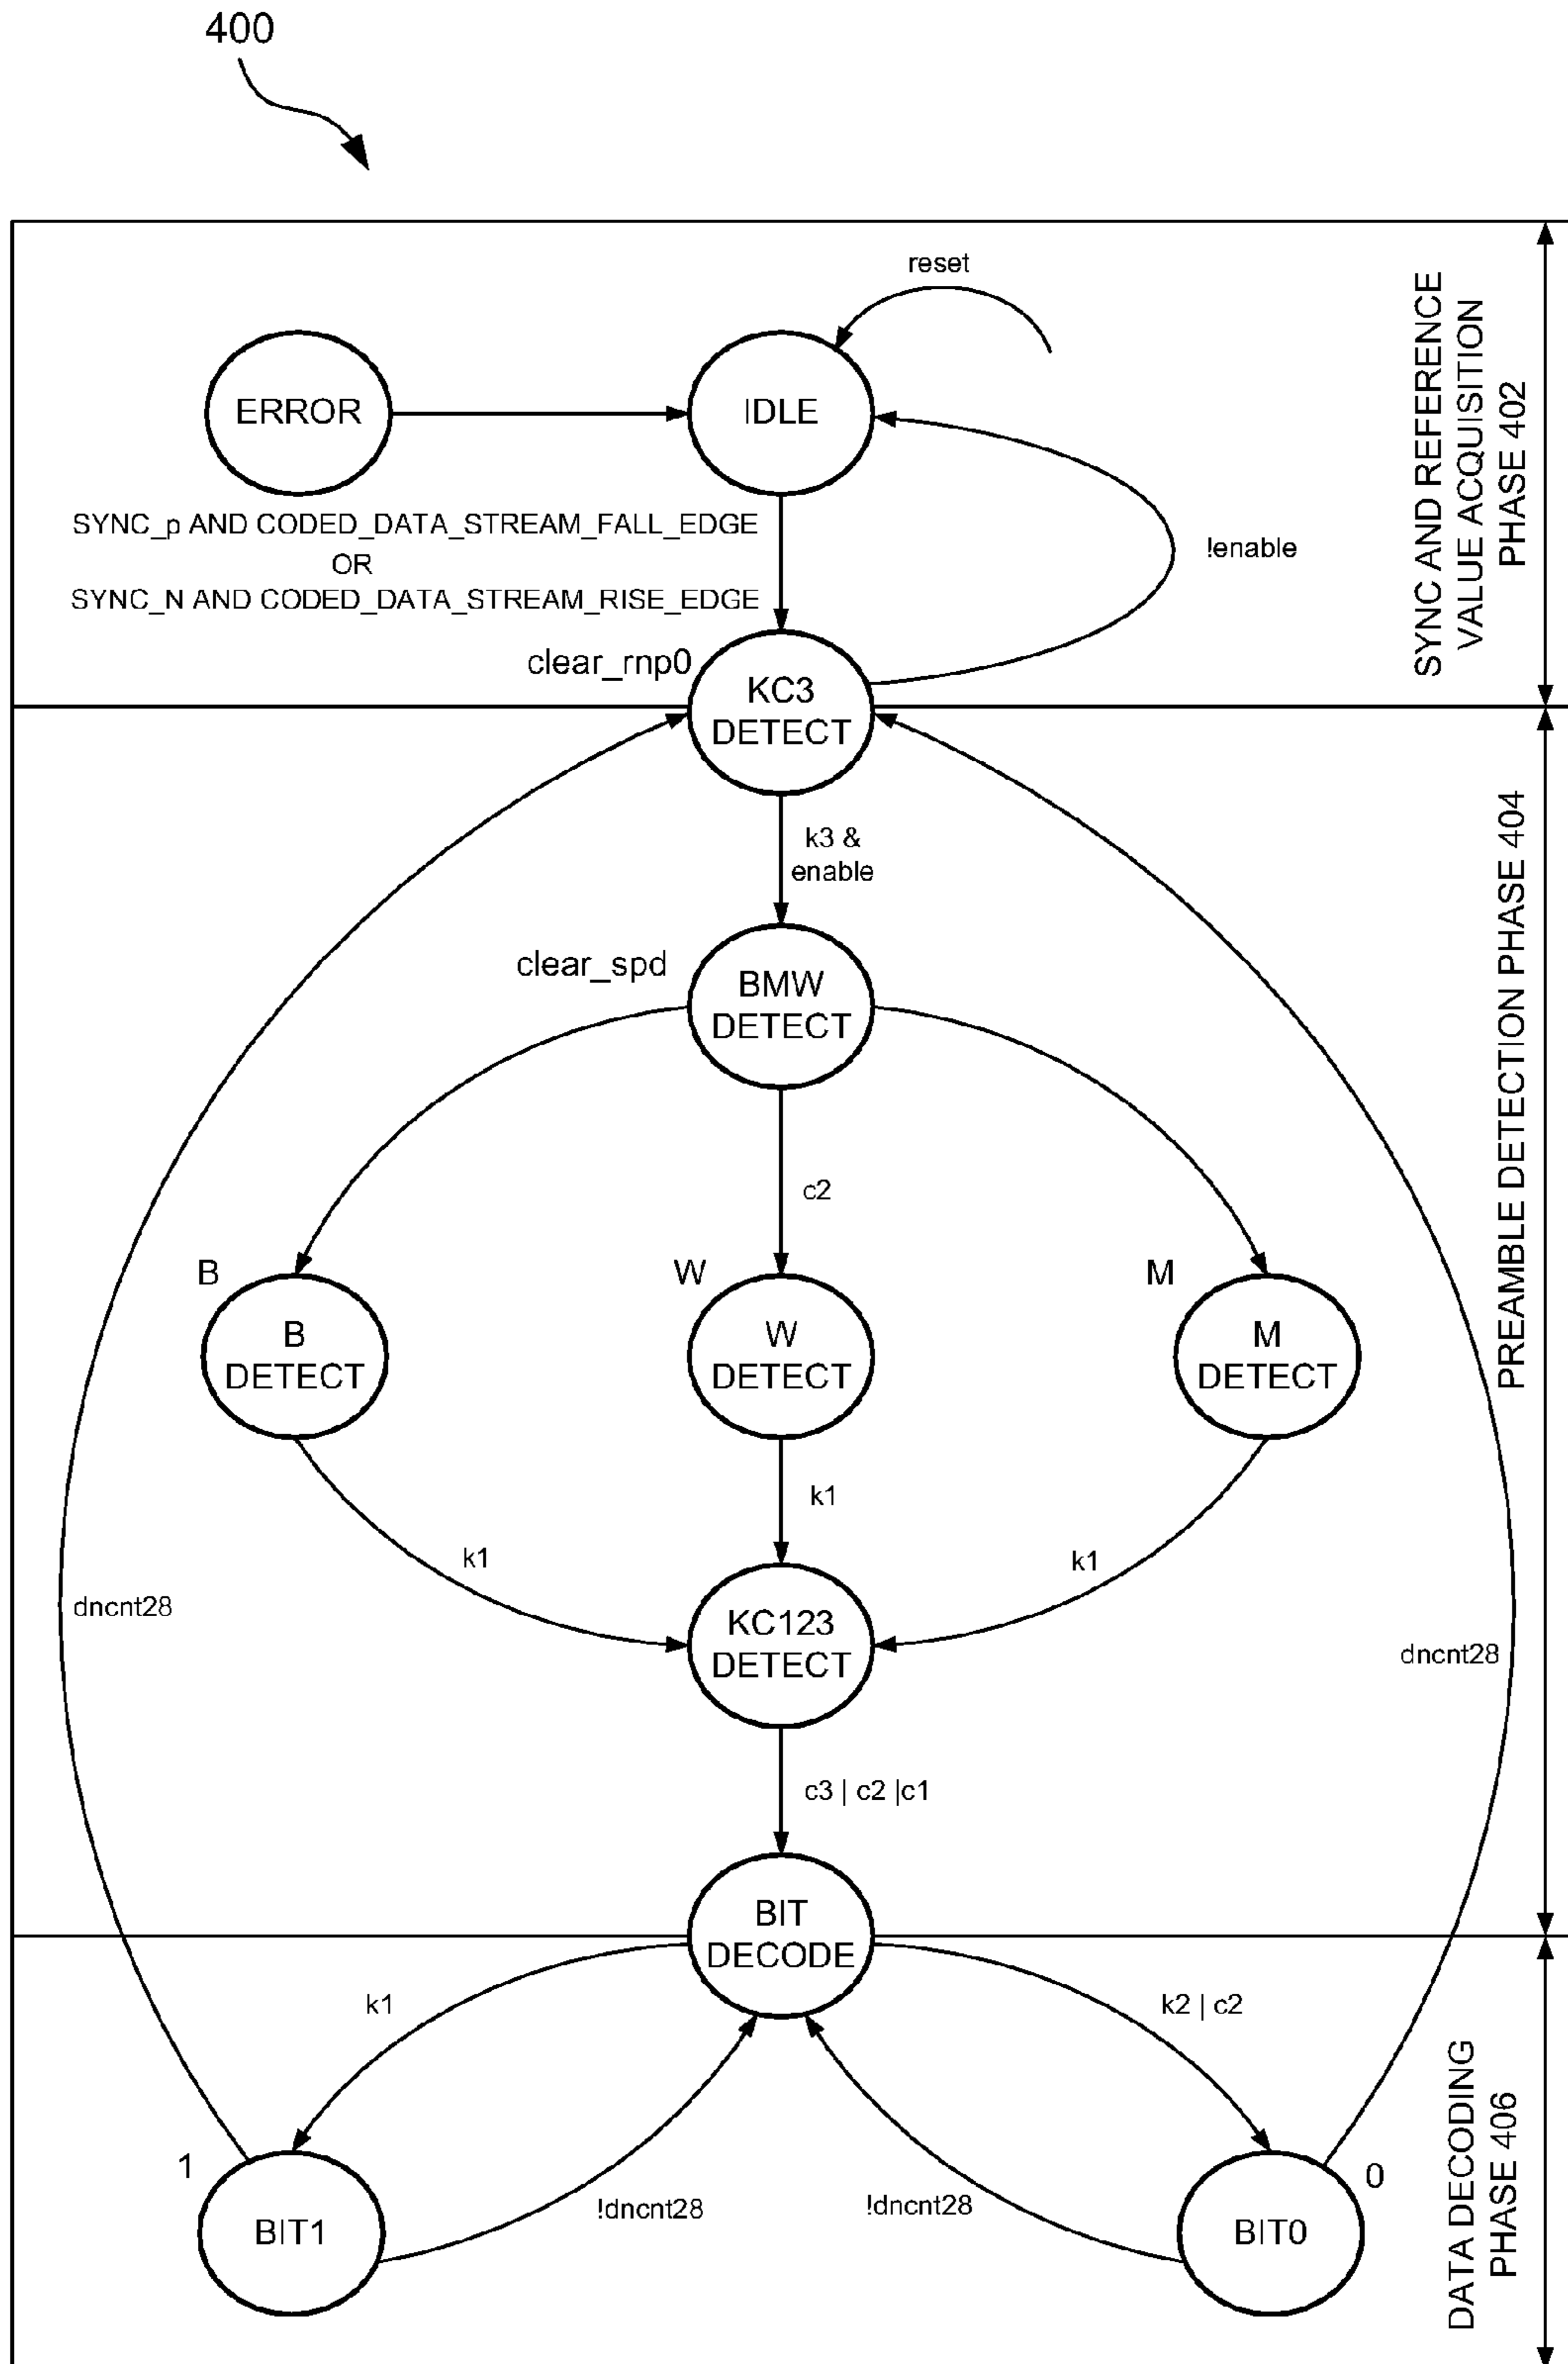 400
reset
ERROR
IDLE
SYNC_p AND CODED_DATA_STREAM_FALL_EDGE
OR
SYNC_N AND CODED_DATA_STREAM_RISE_EDGE
!enable
SYNC AND REFERENCE
VALUE ACQUISITION
PHASE 402
clear_rnp0
KC3
DETECT
k3 &
enable
clear_spd
BMW
DETECT
c2
B
B
DETECT
W
W
DETECT
M
M
DETECT
PREAMBLE DETECTION PHASE 404
k1
k1
k1
dncnt28
KC123
DETECT
dncnt28
c3 | c2 |c1
BIT
DECODE
k1
k2 | c2
1
BIT1
!dncnt28
!dncnt28
0
BIT0
DATA DECODING
PHASE 406